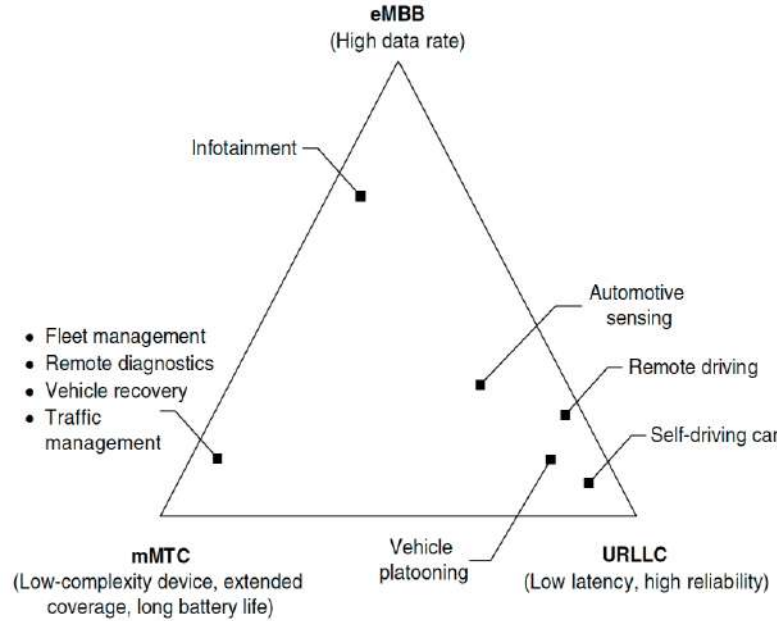 eMBB
(High data rate)
Infotainment
Automotive
sensing
• Fleet management
• Remote diagnostics
• Vehicle recovery
• Traffic
management
Remote driving
Self-driving car
Vehicle
platooning
mMTC
(Low-complexity device, extended
coverage, long battery life)
URLLC
(Low latency, high reliability)